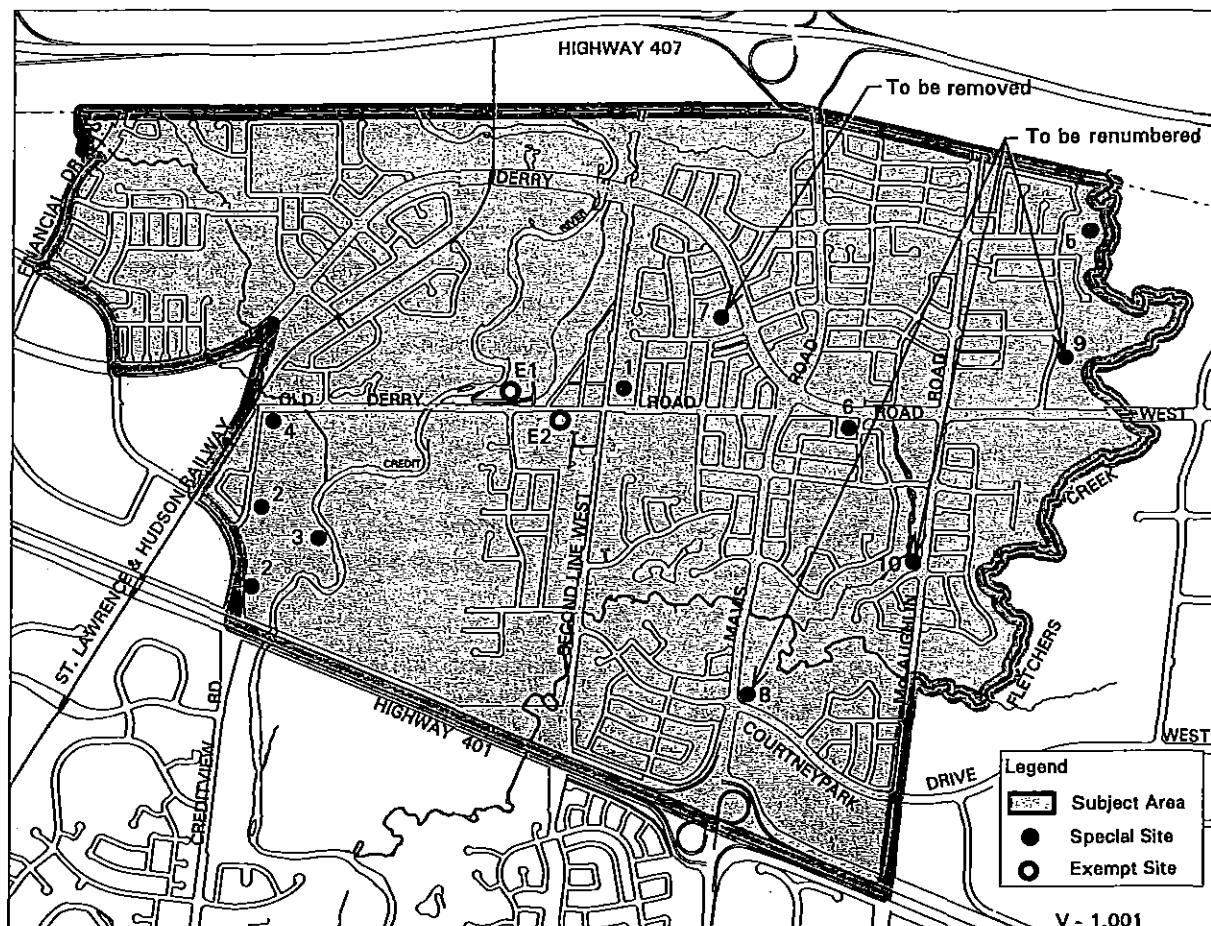 HIGHWAY 407
To be removed
To be renumbered
FINANCIAL DR
DERRY
RIVER
5
7
ROAD
ROAD
9
E1
1
OLD DERRY ROAD
6
ROAD
WEST
4
E2
CREDIT
CREEK
ST. LAWRENCE & HUDSON RAILWAY
2
3
SECOND LINE WEST
10
2
MAVIS
McLAUGHLIN
FLETCHERS
8
CREDITVIEW RD
HIGHWAY 401
COURTNEYPARK
DRIVE
WEST
Legend
Subject Area
Special Site
Exempt Site
V - 1.001